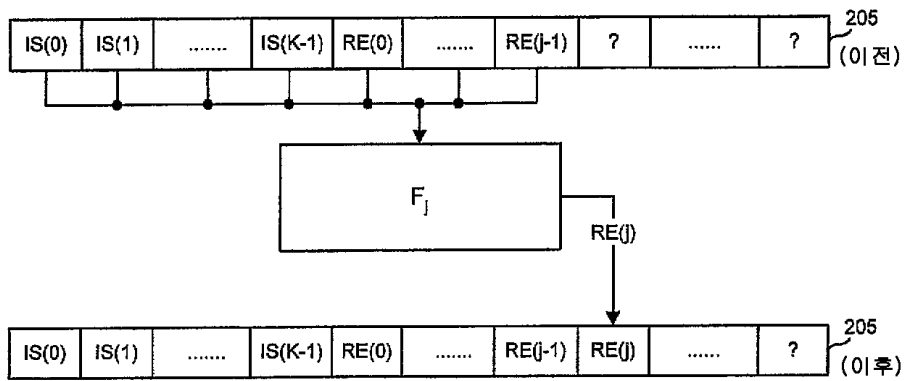 IS(0) IS(1) ....... IS(K-1) RE(0) ....... RE(j-1) ? ...... ? 205
(이전)
Fj
RE(j)
IS(0) IS(1) ....... IS(K-1) RE(0) ....... RE(j-1) RE(j) ...... ? 205
(이후)